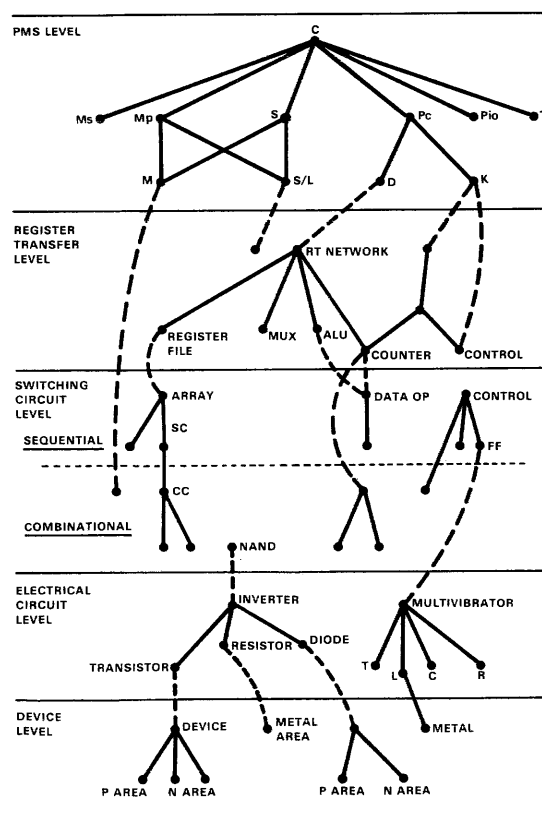 PMS LEVEL
C
Ms Mp S Pc Pio T
M S/L D K
REGISTER
TRANSFER
LEVEL
RT NETWORK
REGISTER
FILE
MUX ALU COUNTER CONTROL
SWITCHING
CIRCUIT
LEVEL
ARRAY DATA OP CONTROL
SC
SEQUENTIAL FF
CC
COMBINATIONAL
NAND
ELECTRICAL
CIRCUIT
LEVEL
INVERTER MULTIVIBRATOR
RESISTOR DIODE
TRANSISTOR T L C R
DEVICE
LEVEL
DEVICE METAL
AREA
METAL
P AREA N AREA P AREA N AREA